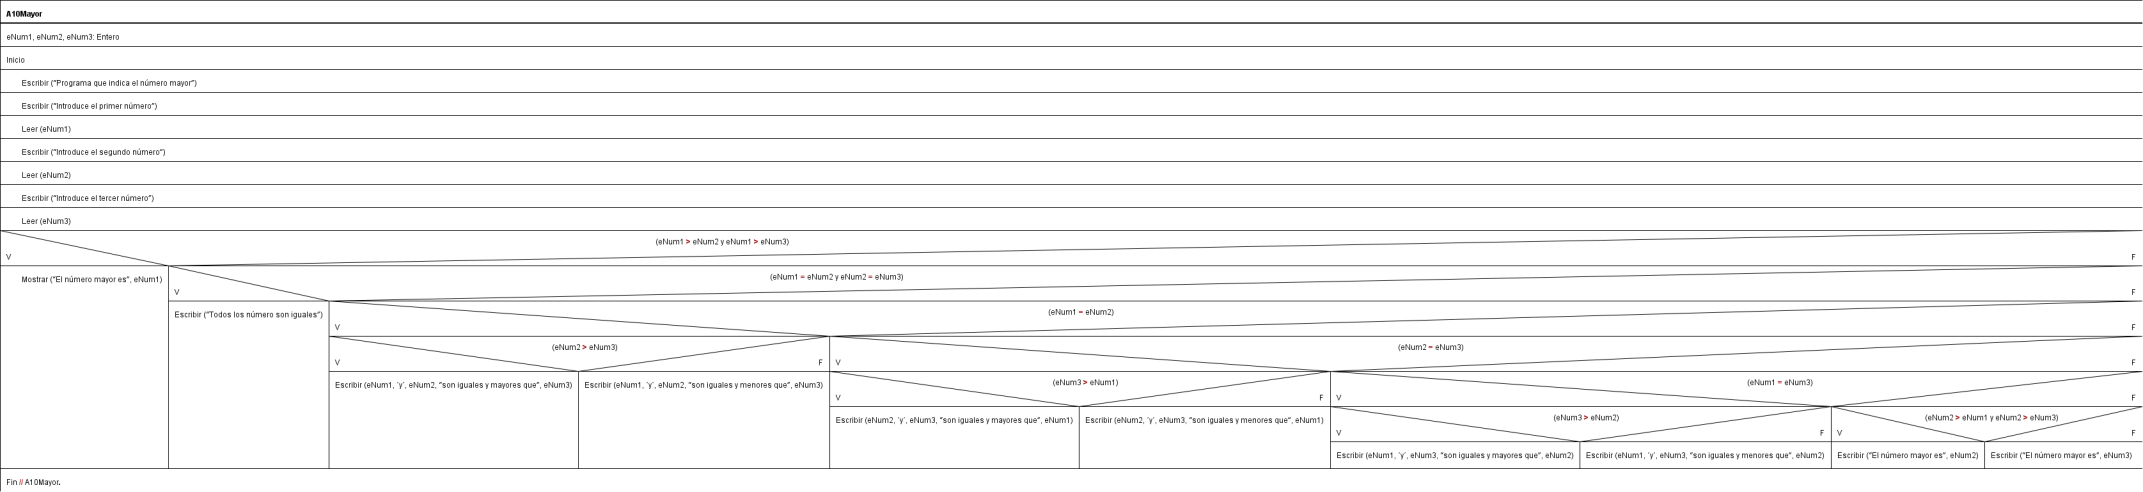 A10Mayor
eNum1, eNum2, eNum3: Entero
Inicio
Escribir ("Programa que indica el número mayor")
Escribir ("Introduce el primer número")
Leer (eNum1)
Escribir ("Introduce el segundo número")
Leer (eNum2)
Escribir ("Introduce el tercer número")
Leer (eNum3)
(eNum1 > eNum2 y eNum1 > eNum3)
V F
Mostrar ("El número mayor es", eNum1)
(eNum1 = eNum2 y eNum2 = eNum3)
V F
Escribir ("Todos los número son iguales")
(eNum1 = eNum2)
V F
(eNum2 > eNum3)
V F
Escribir (eNum1, ´y´, eNum2, "son iguales y mayores que", eNum3)
Escribir (eNum1, ´y´, eNum2, "son iguales y menores que", eNum3)
(eNum2 = eNum3)
V F
(eNum3 > eNum1)
V F
Escribir (eNum2, ´y´, eNum3, "son iguales y mayores que", eNum1)
Escribir (eNum2, ´y´, eNum3, "son iguales y menores que", eNum1)
(eNum1 = eNum3)
V F
(eNum3 > eNum2)
V F
Escribir (eNum1, ´y´, eNum3, "son iguales y mayores que", eNum2)
Escribir (eNum1, ´y´, eNum3, "son iguales y menores que", eNum2)
(eNum2 > eNum1 y eNum2 > eNum3)
V F
Escribir ("El número mayor es", eNum2)
Escribir ("El número mayor es", eNum3)
Fin // A10Mayor.